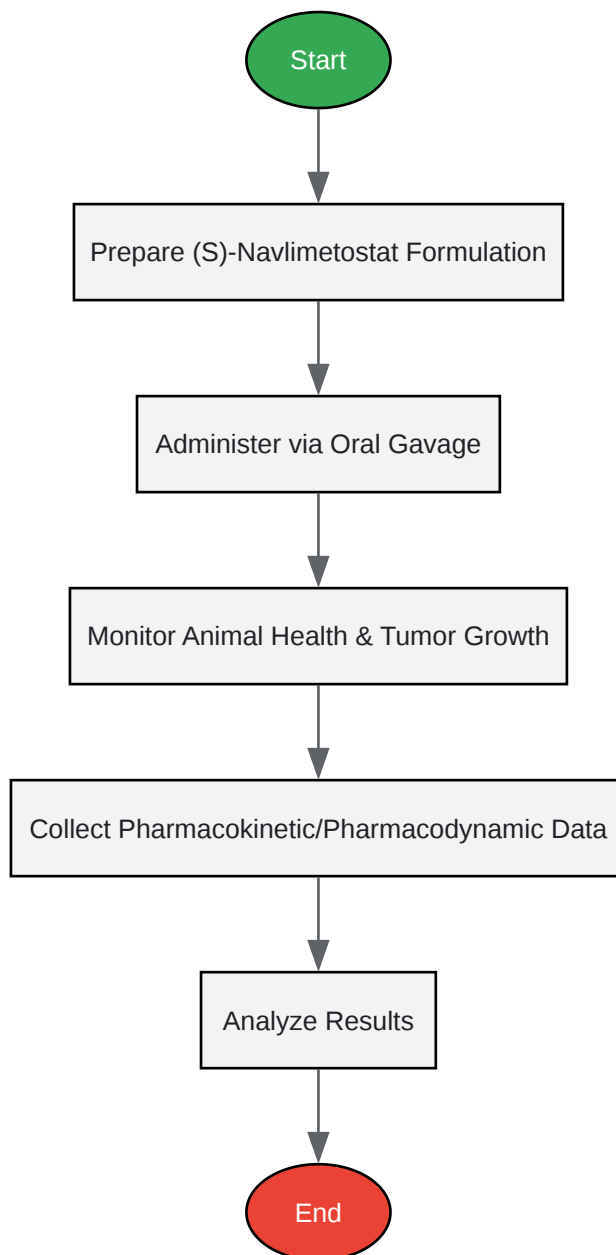 Start
Prepare (S)-Navlimetostat Formulation
Administer via Oral Gavage
Monitor Animal Health & Tumor Growth
Collect Pharmacokinetic/Pharmacodynamic Data
Analyze Results
End